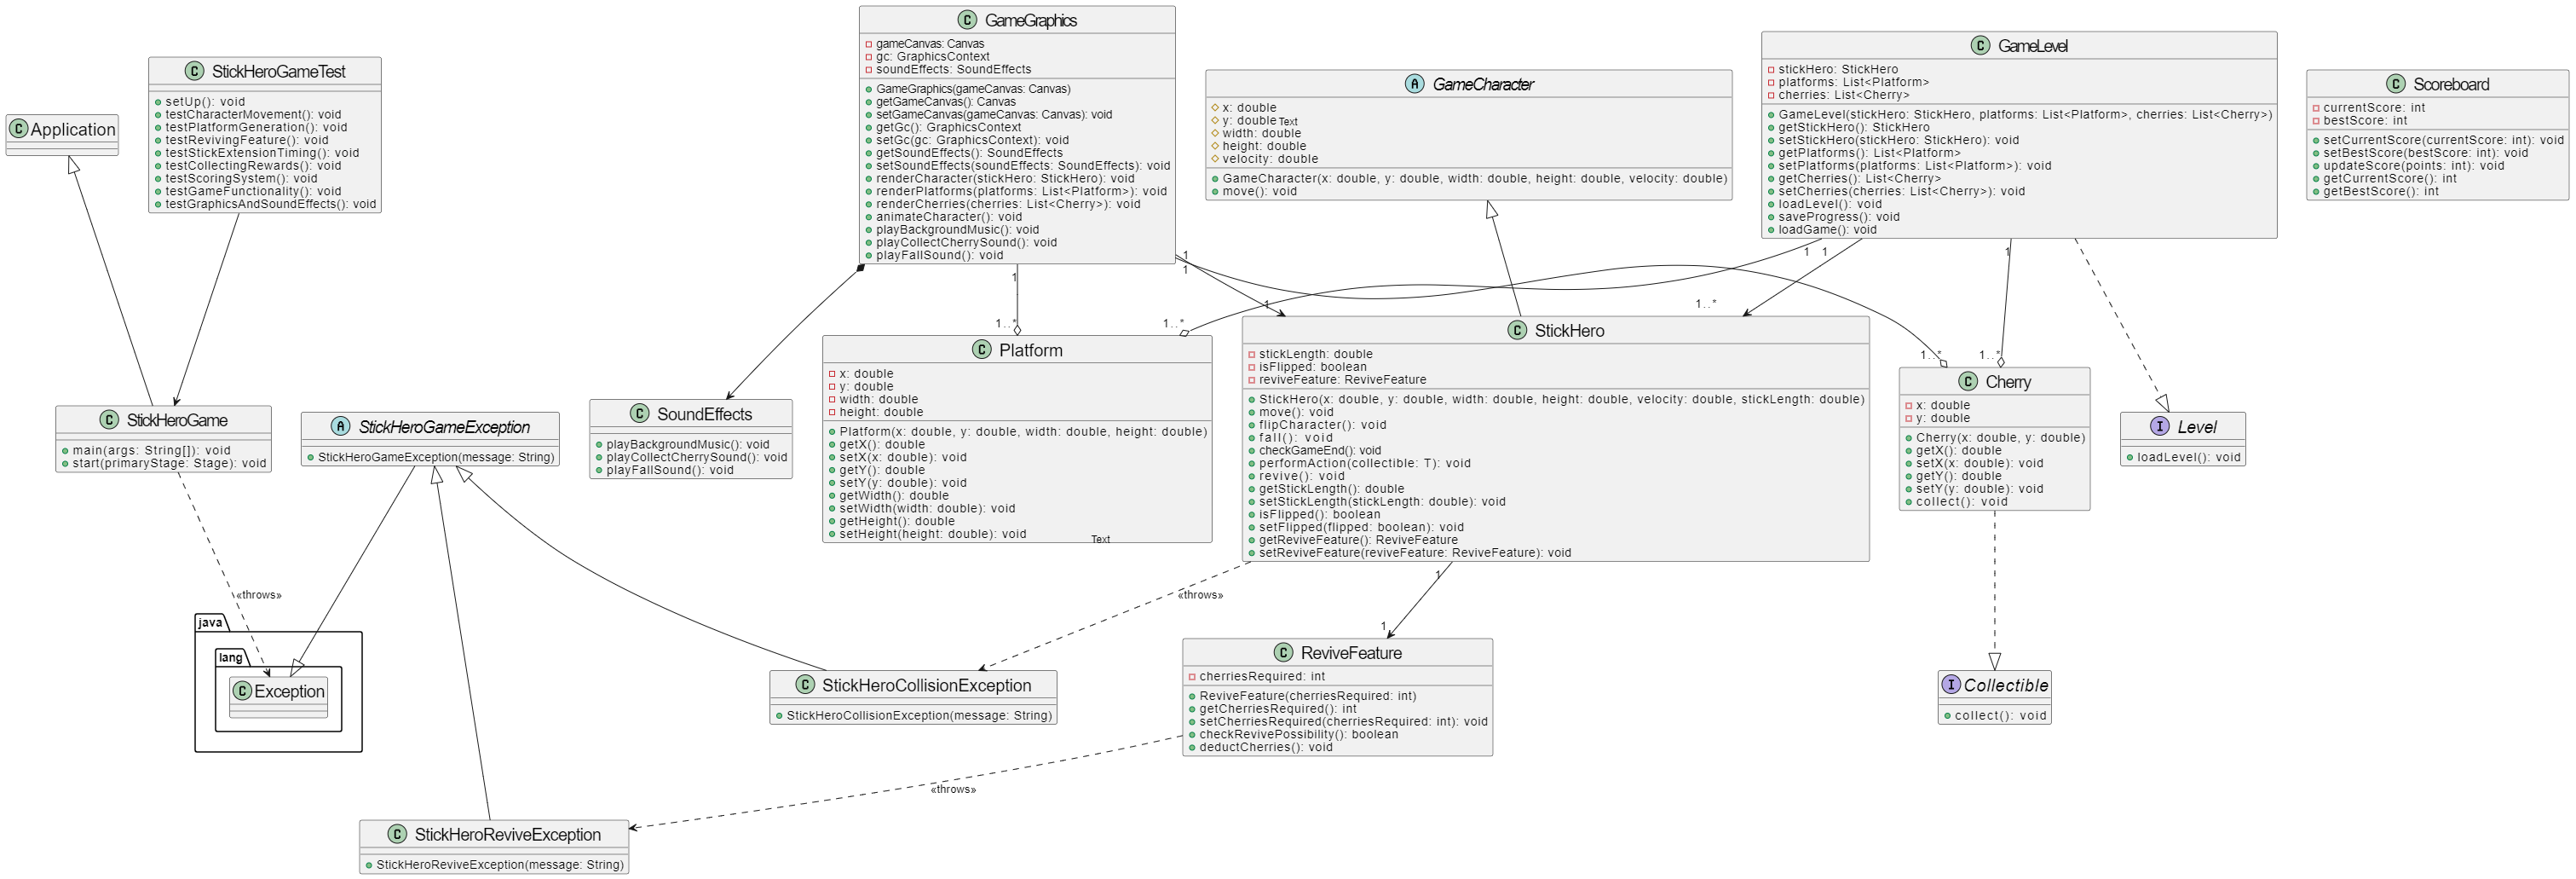 GameGraphics
gameCanvas: Canvas
gc: GraphicsContext
soundEffects: SoundEffects
GameGraphics(gameCanvas: Canvas)
getGameCanvas(): Canvas
setGameCanvas(gameCanvas: Canvas): void
getGc(): GraphicsContext
setGc(gc: GraphicsContext): void
getSoundEffects(): SoundEffects
setSoundEffects(soundEffects: SoundEffects): void
renderCharacter(stickHero: StickHero): void
renderPlatforms(platforms: List<Platform>): void
renderCherries(cherries: List<Cherry>): void
animateCharacter(): void
playBackgroundMusic(): void
playCollectCherrySound(): void
playFallSound(): void
GameLevel
stickHero: StickHero
platforms: List<Platform>
cherries: List<Cherry>
GameLevel(stickHero: StickHero, platforms: List<Platform>, cherries: List<Cherry>)
getStickHero(): StickHero
setStickHero(stickHero: StickHero): void
getPlatforms(): List<Platform>
setPlatforms(platforms: List<Platform>): void
getCherries(): List<Cherry>
setCherries(cherries: List<Cherry>): void
loadLevel(): void
saveProgress(): void
loadGame(): void
StickHeroGameTest
setUp(): void
testCharacterMovement(): void
testPlatformGeneration(): void
testRevivingFeature(): void
testStickExtensionTiming(): void
testCollectingRewards(): void
testScoringSystem(): void
testGameFunctionality(): void
testGraphicsAndSoundEffects(): void
GameCharacter
x: double
y: double
Text
width: double
height: double
velocity: double
GameCharacter(x: double, y: double, width: double, height: double, velocity: double)
move(): void
Scoreboard
currentScore: int
bestScore: int
setCurrentScore(currentScore: int): void
setBestScore(bestScore: int): void
updateScore(points: int): void
getCurrentScore(): int
getBestScore(): int
Application
1
1
1
1
1
1
1
1..*
1..*
1..*
1..*
1..*
StickHero
stickLength: double
isFlipped: boolean
reviveFeature: ReviveFeature
StickHero(x: double, y: double, width: double, height: double, velocity: double, stickLength: double)
move(): void
flipCharacter(): void
fall(): void
checkGameEnd(): void
performAction(collectible: T): void
revive(): void
getStickLength(): double
setStickLength(stickLength: double): void
isFlipped(): boolean
setFlipped(flipped: boolean): void
getReviveFeature(): ReviveFeature
setReviveFeature(reviveFeature: ReviveFeature): void
Platform
x: double
y: double
width: double
height: double
Platform(x: double, y: double, width: double, height: double)
getX(): double
setX(x: double): void
getY(): double
setY(y: double): void
getWidth(): double
setWidth(width: double): void
getHeight(): double
setHeight(height: double): void
Text
Cherry
x: double
y: double
Cherry(x: double, y: double)
getX(): double
setX(x: double): void
getY(): double
setY(y: double): void
collect(): void
SoundEffects
playBackgroundMusic(): void
playCollectCherrySound(): void
playFallSound(): void
StickHeroGame
main(args: String[]): void
start(primaryStage: Stage): void
StickHeroGameException
StickHeroGameException(message: String)
Level
loadLevel(): void
«throws»
«throws»
1
1
java
lang
Exception
ReviveFeature
cherriesRequired: int
ReviveFeature(cherriesRequired: int)
getCherriesRequired(): int
setCherriesRequired(cherriesRequired: int): void
checkRevivePossibility(): boolean
deductCherries(): void
StickHeroCollisionException
StickHeroCollisionException(message: String)
Collectible
collect(): void
«throws»
StickHeroReviveException
StickHeroReviveException(message: String)